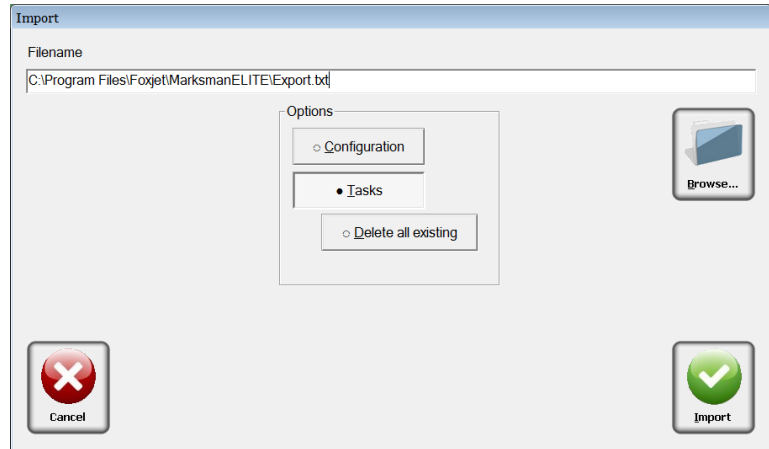 Import
Filename
C:\Program Files\Foxjet\MarksmanELITE\Export.txt
Options
Configuration
Tasks
Delete all existing
Browse...
Cancel
Import